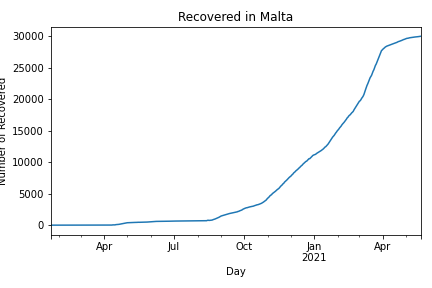 Recovered in Malta
Number of Recovered
30000
25000
20000
15000
10000
5000
0
Apr Jul Oct Jan Apr
2021
Day